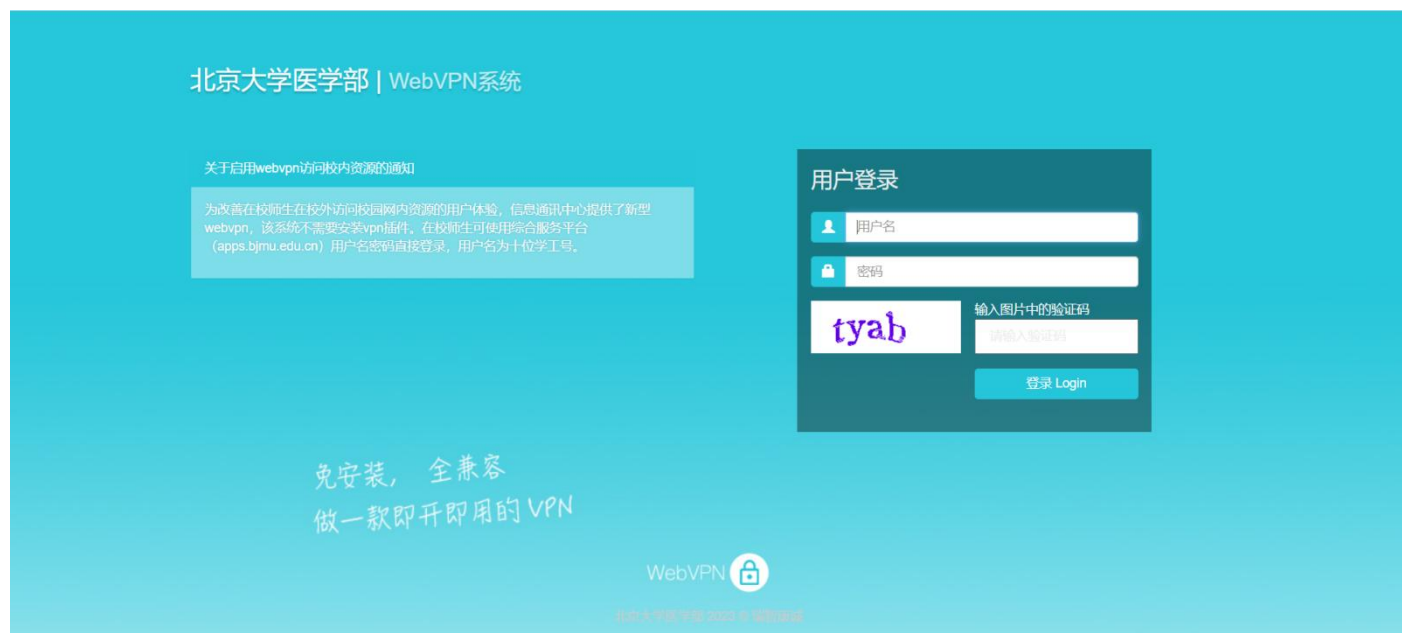 北京大学医学部 | WebVPN系统
关于启用webvpn访问校内资源的通知
为改善在校师生在校外访问校园网内资源的用户体验，信息通讯中心提供了新型
webvpn，该系统不需要安装vpn插件。在校师生可使用综合服务平台
（apps.bjmu.edu.cn）用户名密码直接登录，用户名为十位学工号。
用户登录
用户名
密码
tyab
输入图片中的验证码
请输入验证码
登录 Login
免安装， 全兼容
做一款即开即用的 VPN
WebVPN